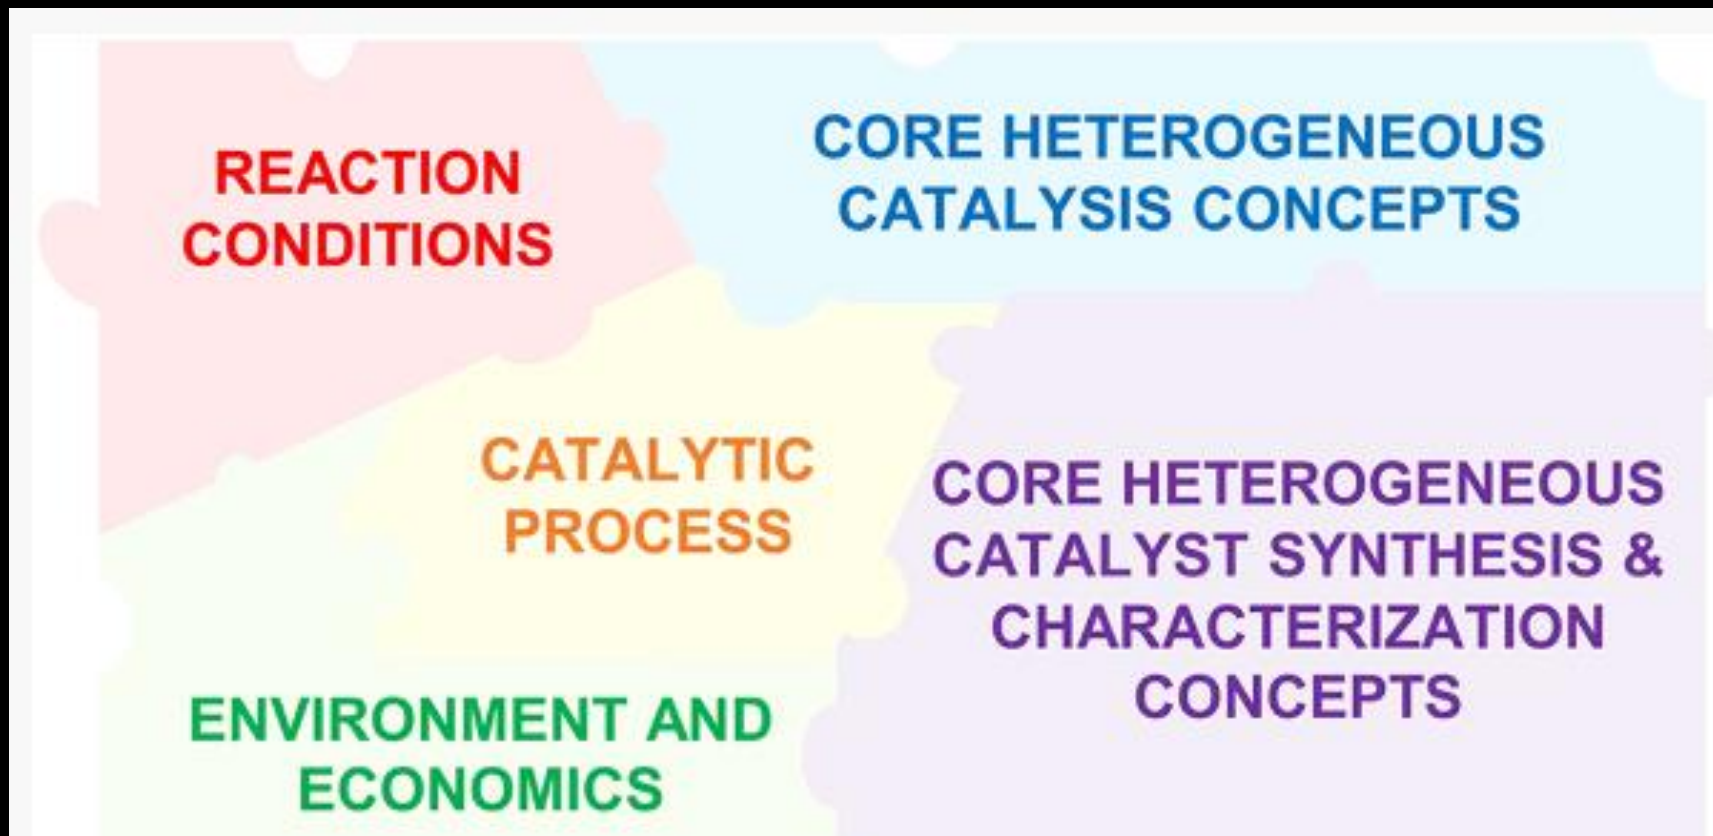 REACTION
CONDITIONS
CORE HETEROGENEOUS
CATALYSIS CONCEPTS
CATALYTIC
PROCESS
CORE HETEROGENEOUS
CATALYST SYNTHESIS &
CHARACTERIZATION
CONCEPTS
ENVIRONMENT AND
ECONOMICS